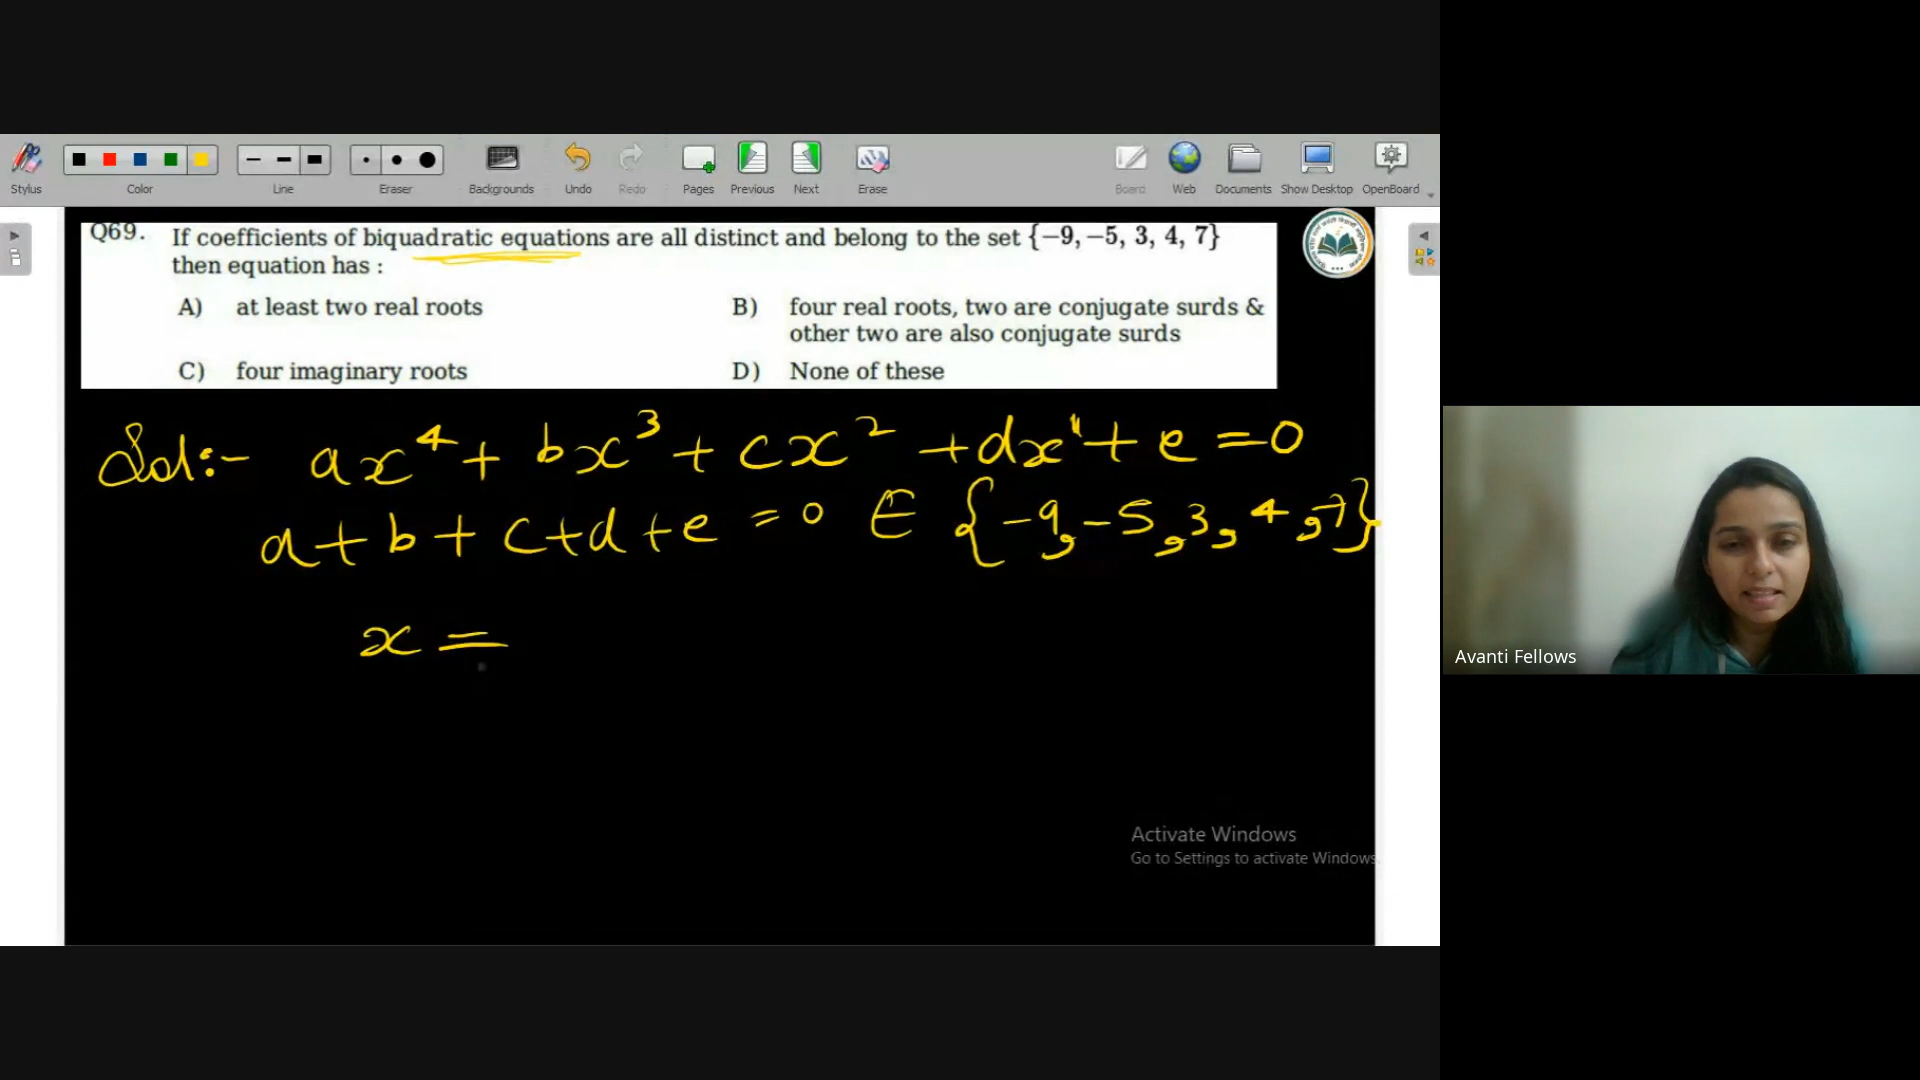 Stylus Color Line Eraser Backgrounds Undo Redo Pages Previous Next Erase Board Web Documents Show Desktop OpenBoard
Q69. If coefficients of biquadratic equations are all distinct and belong to the set {−9, −5, 3, 4, 7}
then equation has :
A) at least two real roots
B) four real roots, two are conjugate surds &
other two are also conjugate surds
C) four imaginary roots
D) None of these
Sol:- ax⁴ + bx³ + cx² + dx¹ + e = 0
a + b + c + d + e = 0 ∈ {-9, -5, 3, 4, 7}
x =
Avanti Fellows
Activate Windows
Go to Settings to activate Windows.